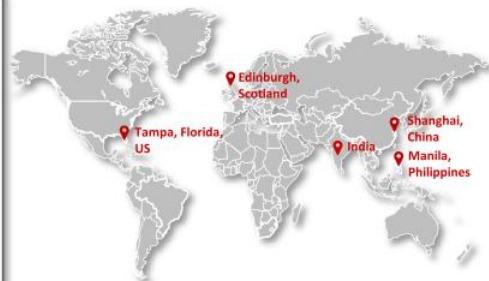 Edinburgh,
Scotland
Tampa, Florida,
US
Shanghai,
China
India
Manila,
Philippines